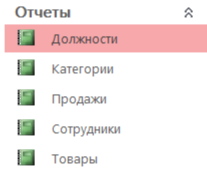 Отчеты
Должности
Категории
Продажи
Сотрудники
Товары